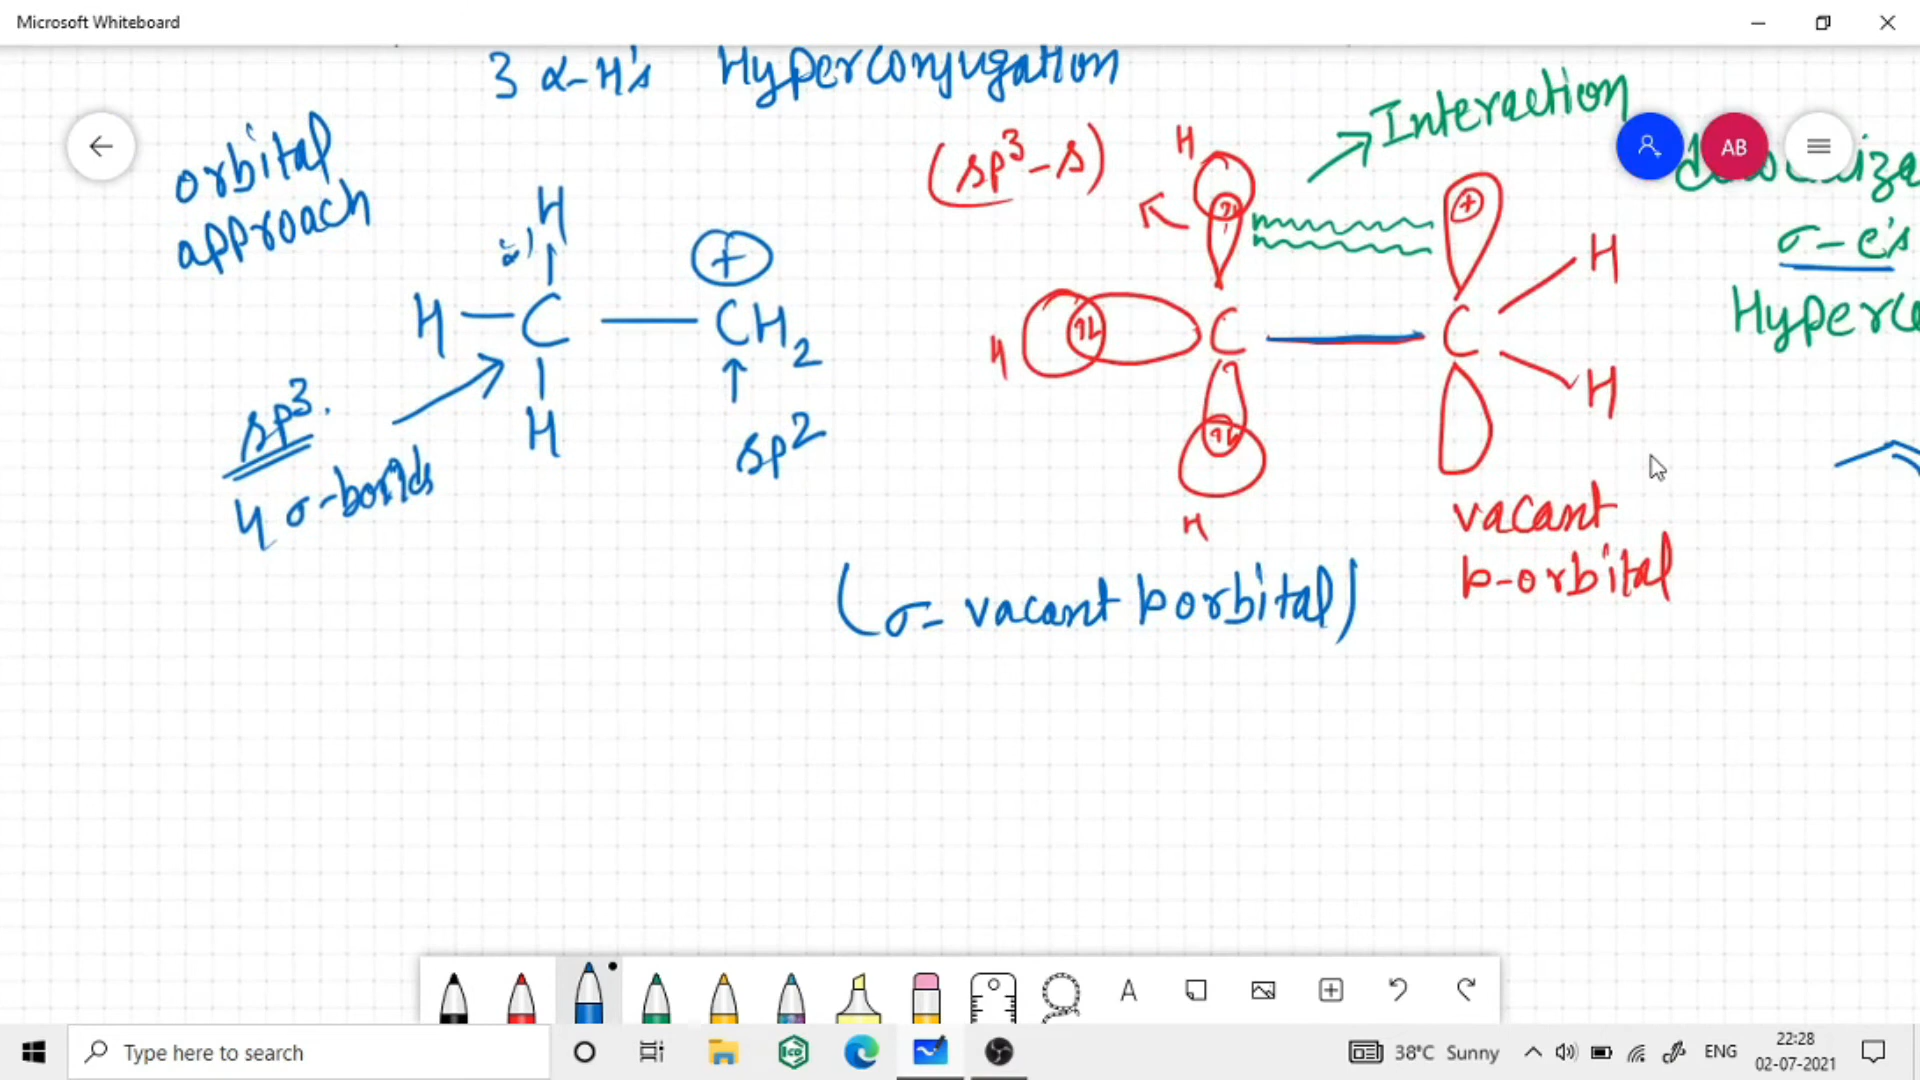 Microsoft Whiteboard
3 α-H's Hyperconjugation
orbital
approach
H
α
H-C-CH2
+
H
sp2
sp3.
4 σ-bonds
(sp3-s)
Interaction
AB
σ-e's
H
H
C
C
H
H
H
+
vacant
p-orbital
(σ- vacant p orbital)
A
Type here to search
38°C Sunny
ENG
22:28
02-07-2021